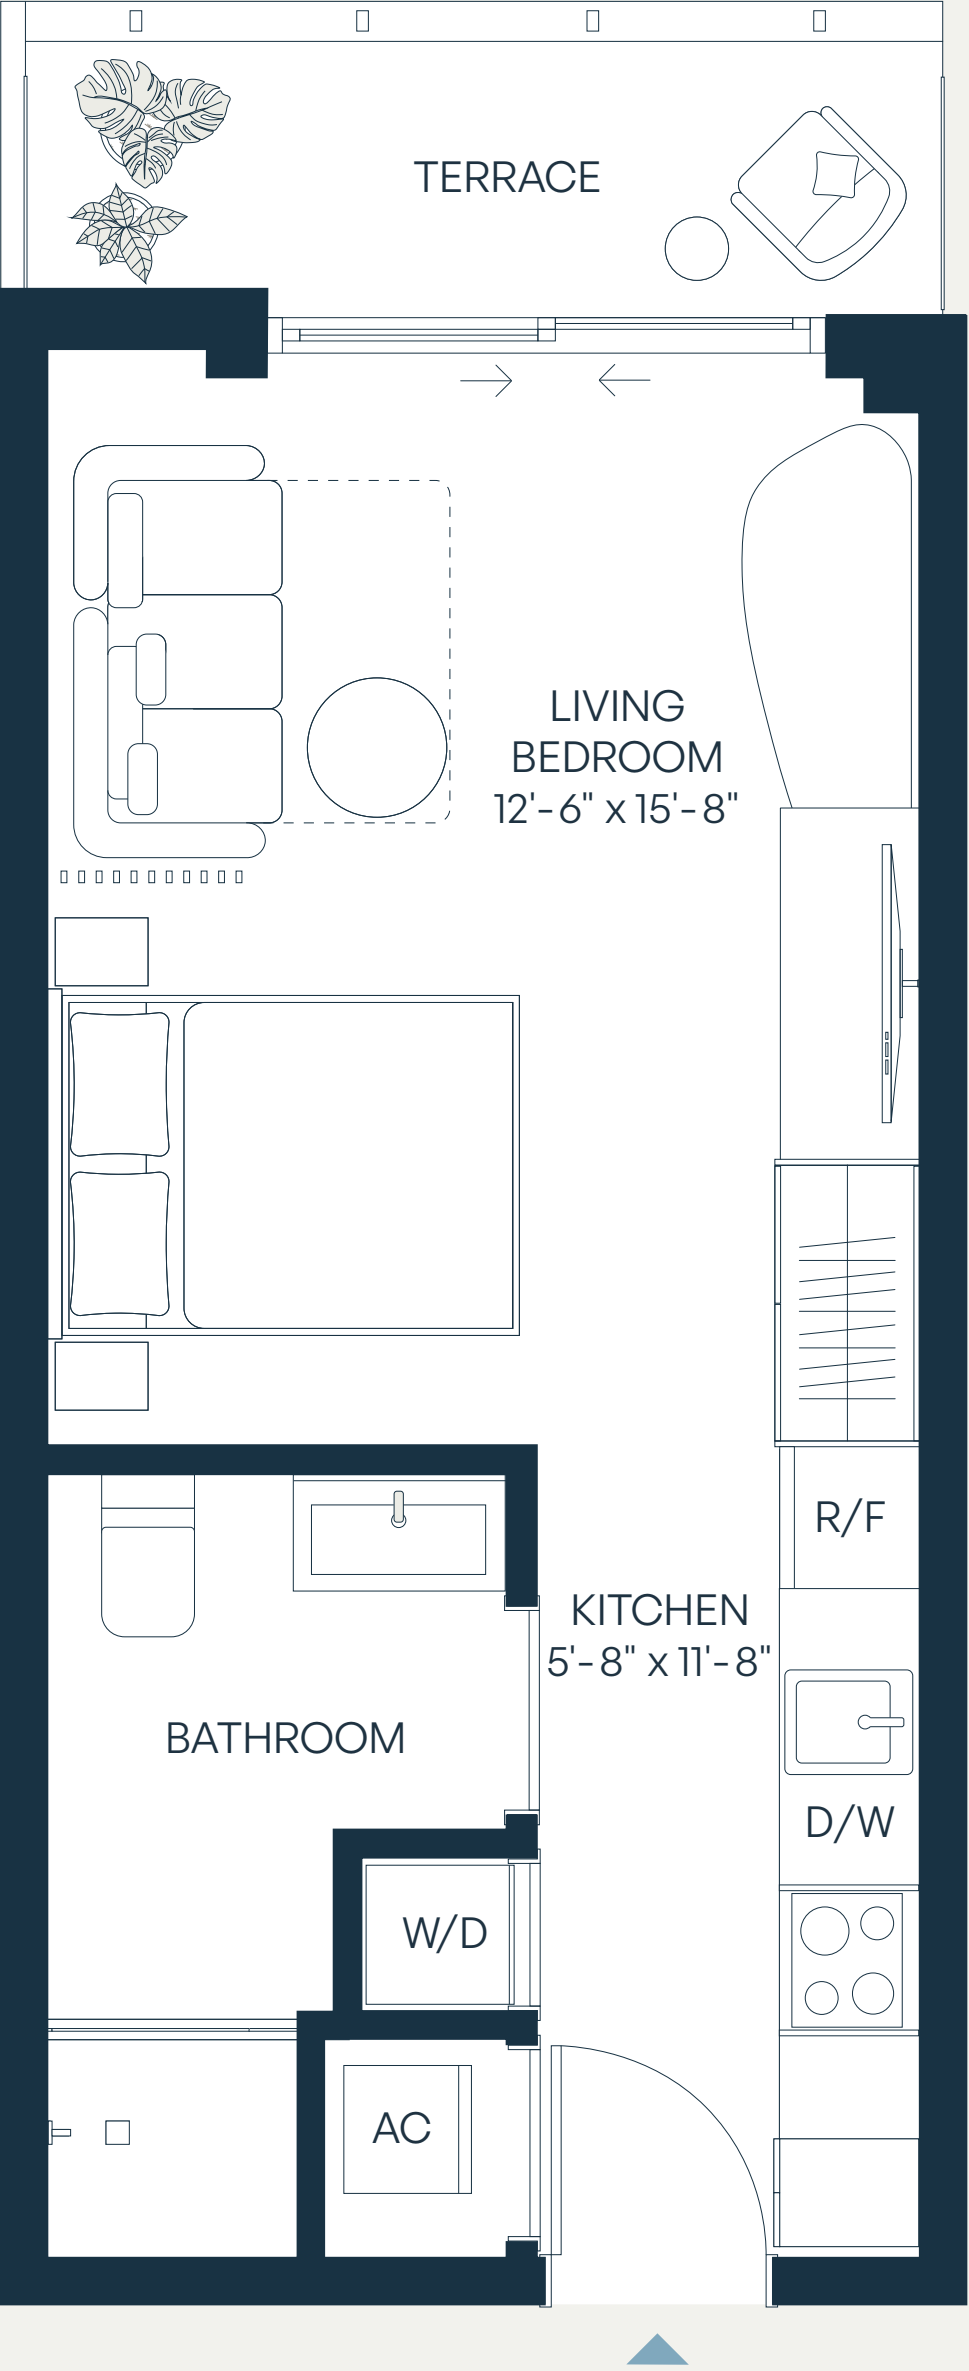 TERRACE
LIVING
BEDROOM
12'-6" x 15'-8"
R/F
KITCHEN
5'-8" x 11'-8"
BATHROOM
D/W
W/D
AC